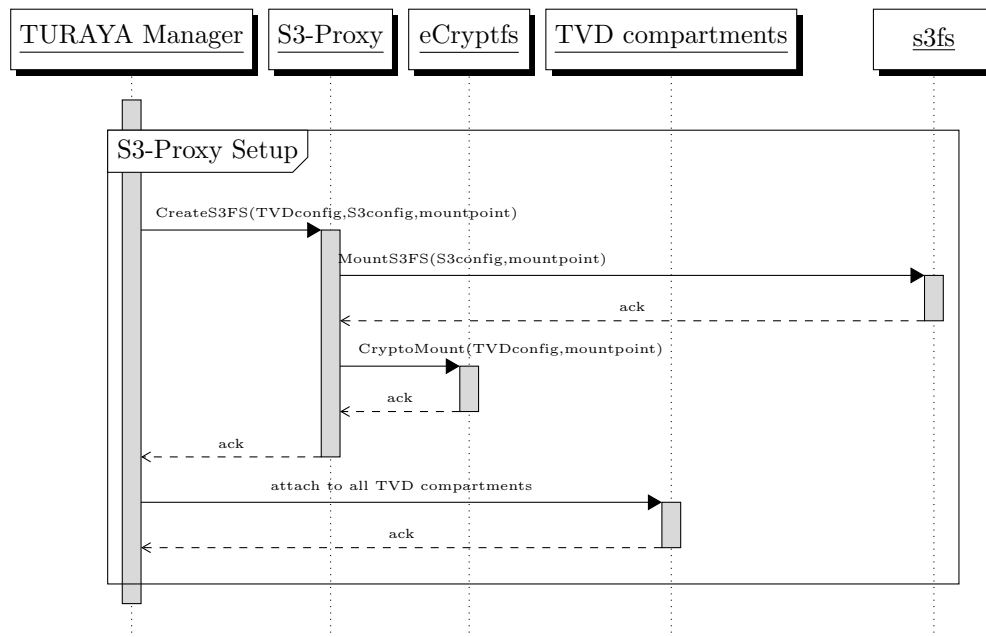 TURAYA Manager
S3-Proxy
eCryptfs
TVD compartments
s3fs
S3-Proxy Setup
CreateS3FS(TVDconfig,S3config,mountpoint)
MountS3FS(S3config,mountpoint)
ack
CryptoMount(TVDconfig,mountpoint)
ack
ack
attach to all TVD compartments
ack